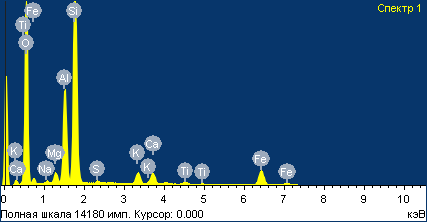 Спектр 1
Fe
Ti
O
Si
Al
K
Ca
Na
Mg
S
K
K
Ca
Ti
Ti
Fe
Fe
0 1 2 3 4 5 6 7 8 9 10
Полная шкала 14180 имп. Курсор: 0.000 кэВ